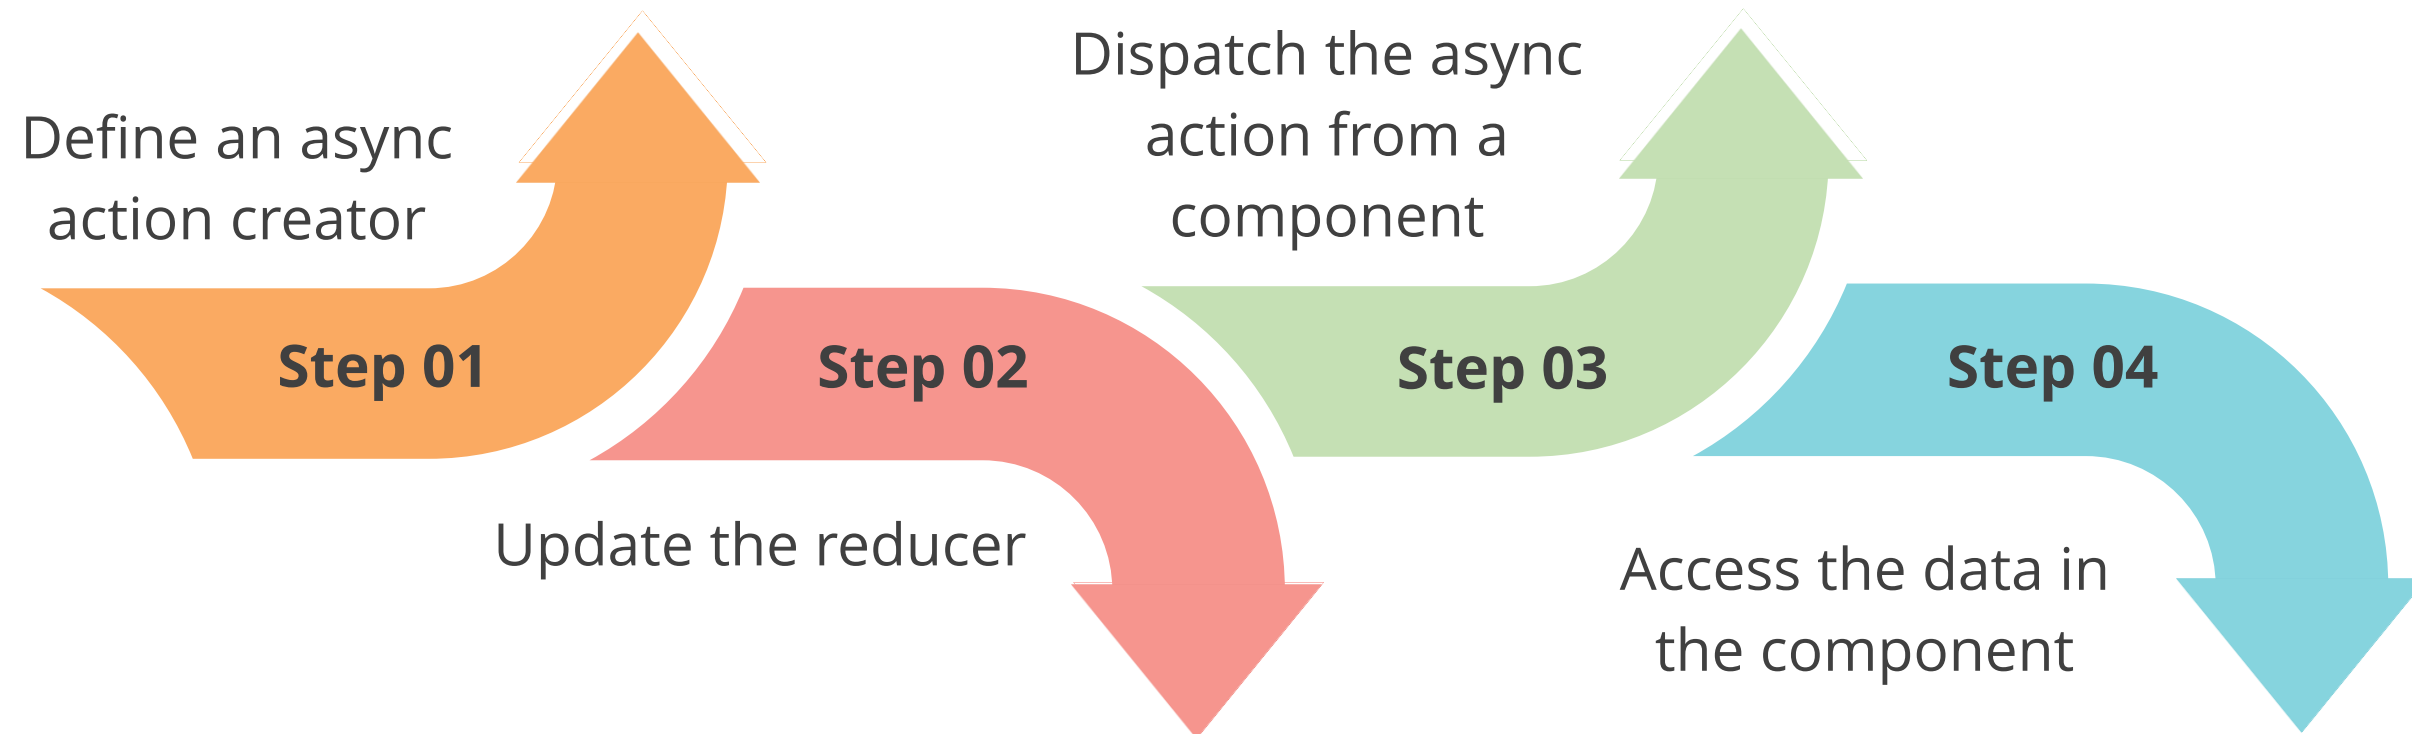 Define an async
action creator
Step 01
Step 02
Update the reducer
Dispatch the async
action from a
component
Step 03
Step 04
Access the data in
the component